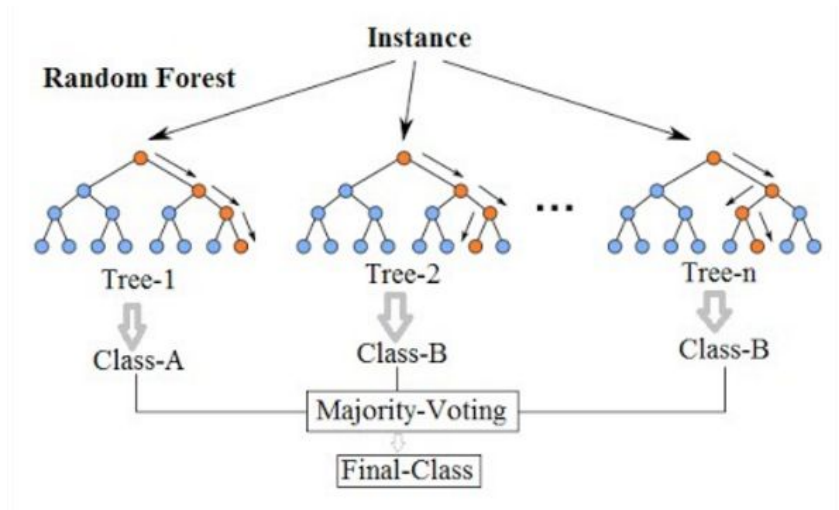 Instance
Random Forest
...
Tree-1
Tree-2
Tree-n
Class-A
Class-B
Class-B
Majority-Voting
Final-Class